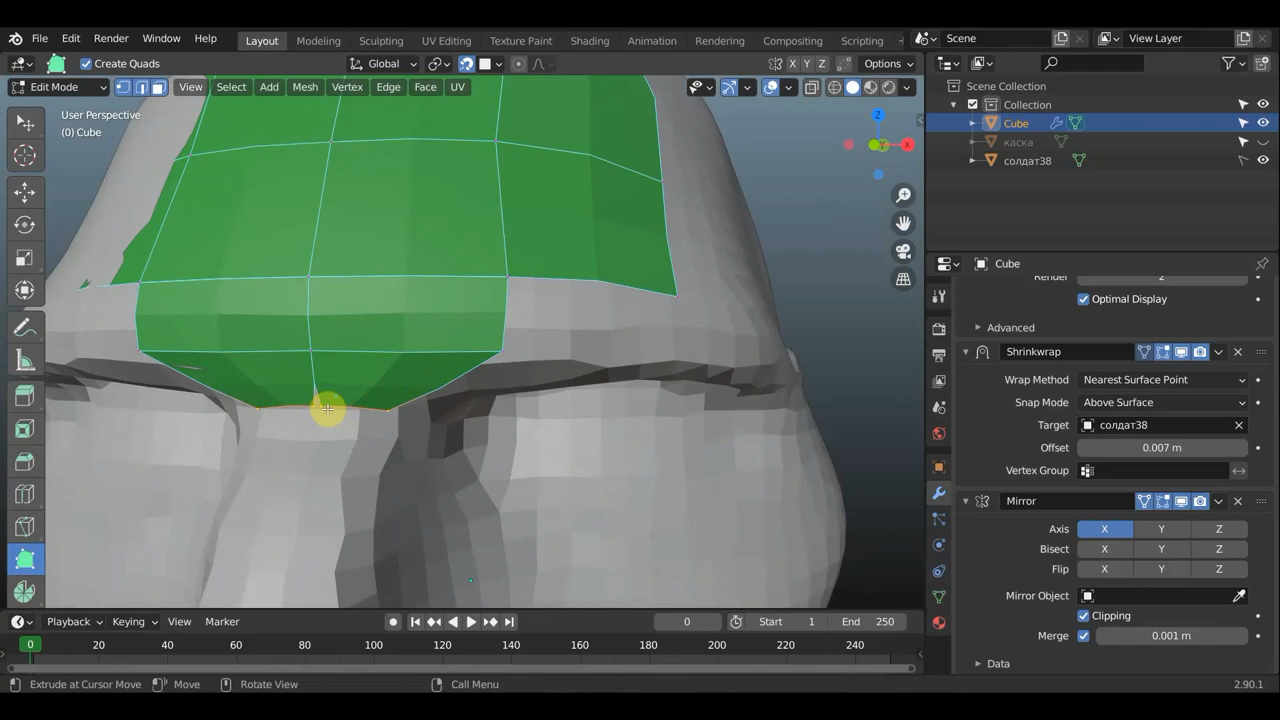 File Edit Render Window Help Layout Modeling Sculpting UV Editing Texture Paint Shading Animation Rendering Compositing Scripting Scene View Layer
Create Quads Global Options
Edit Mode View Select Add Mesh Vertex Edge Face UV
User Perspective
(0) Cube
Z
X
Y
X Y Z
Scene Collection
Collection
Cube
каска
солдат38
Cube
Render 2
Optimal Display
Advanced
Shrinkwrap
Wrap Method Nearest Surface Point
Snap Mode Above Surface
Target солдат38
Offset 0.007 m
Vertex Group
Mirror
Axis X Y Z
Bisect X Y Z
Flip X Y Z
Mirror Object
Clipping
Merge 0.001 m
Data
Playback Keying View Marker 0 Start 1 End 250
0 20 40 60 80 100 120 140 160 180 200 220 240
Extrude at Cursor Move Move Rotate View Call Menu 2.90.1